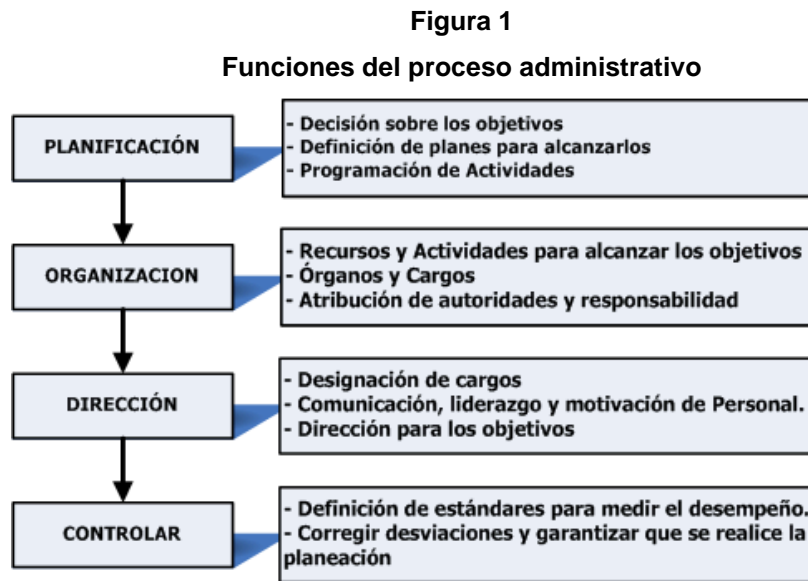 Figura 1
Funciones del proceso administrativo
PLANIFICACIÓN
- Decisión sobre los objetivos
- Definición de planes para alcanzarlos
- Programación de Actividades
ORGANIZACION
- Recursos y Actividades para alcanzar los objetivos
- Órganos y Cargos
- Atribución de autoridades y responsabilidad
DIRECCIÓN
- Designación de cargos
- Comunicación, liderazgo y motivación de Personal.
- Dirección para los objetivos
CONTROLAR
- Definición de estándares para medir el desempeño.
- Corregir desviaciones y garantizar que se realice la
planeación